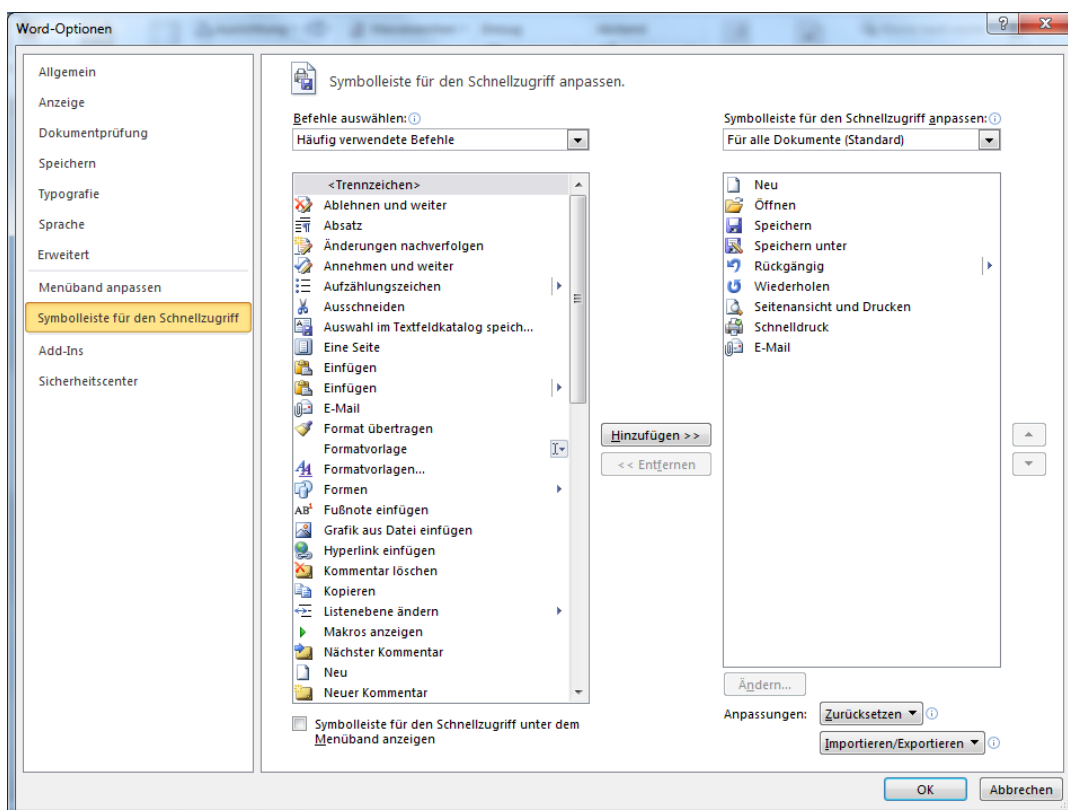 Word-Optionen
Allgemein
Anzeige
Dokumentprüfung
Speichern
Typografie
Sprache
Erweitert
Menüband anpassen
Symbolleiste für den Schnellzugriff
Add-Ins
Sicherheitscenter
Symbolleiste für den Schnellzugriff anpassen.
Befehle auswählen:
Häufig verwendete Befehle
<Trennzeichen>
Ablehnen und weiter
Absatz
Änderungen nachverfolgen
Annehmen und weiter
Aufzählungszeichen
Ausschneiden
Auswahl im Textfeldkatalog speich...
Eine Seite
Einfügen
Einfügen
E-Mail
Format übertragen
Formatvorlage
Formatvorlagen...
Formen
Fußnote einfügen
Grafik aus Datei einfügen
Hyperlink einfügen
Kommentar löschen
Kopieren
Listenebene ändern
Makros anzeigen
Nächster Kommentar
Neu
Neuer Kommentar
Symbolleiste für den Schnellzugriff unter dem
Menüband anzeigen
Hinzufügen >>
<< Entfernen
Symbolleiste für den Schnellzugriff anpassen:
Für alle Dokumente (Standard)
Neu
Öffnen
Speichern
Speichern unter
Rückgängig
Wiederholen
Seitenansicht und Drucken
Schnelldruck
E-Mail
Ändern...
Anpassungen: Zurücksetzen
Importieren/Exportieren
OK
Abbrechen